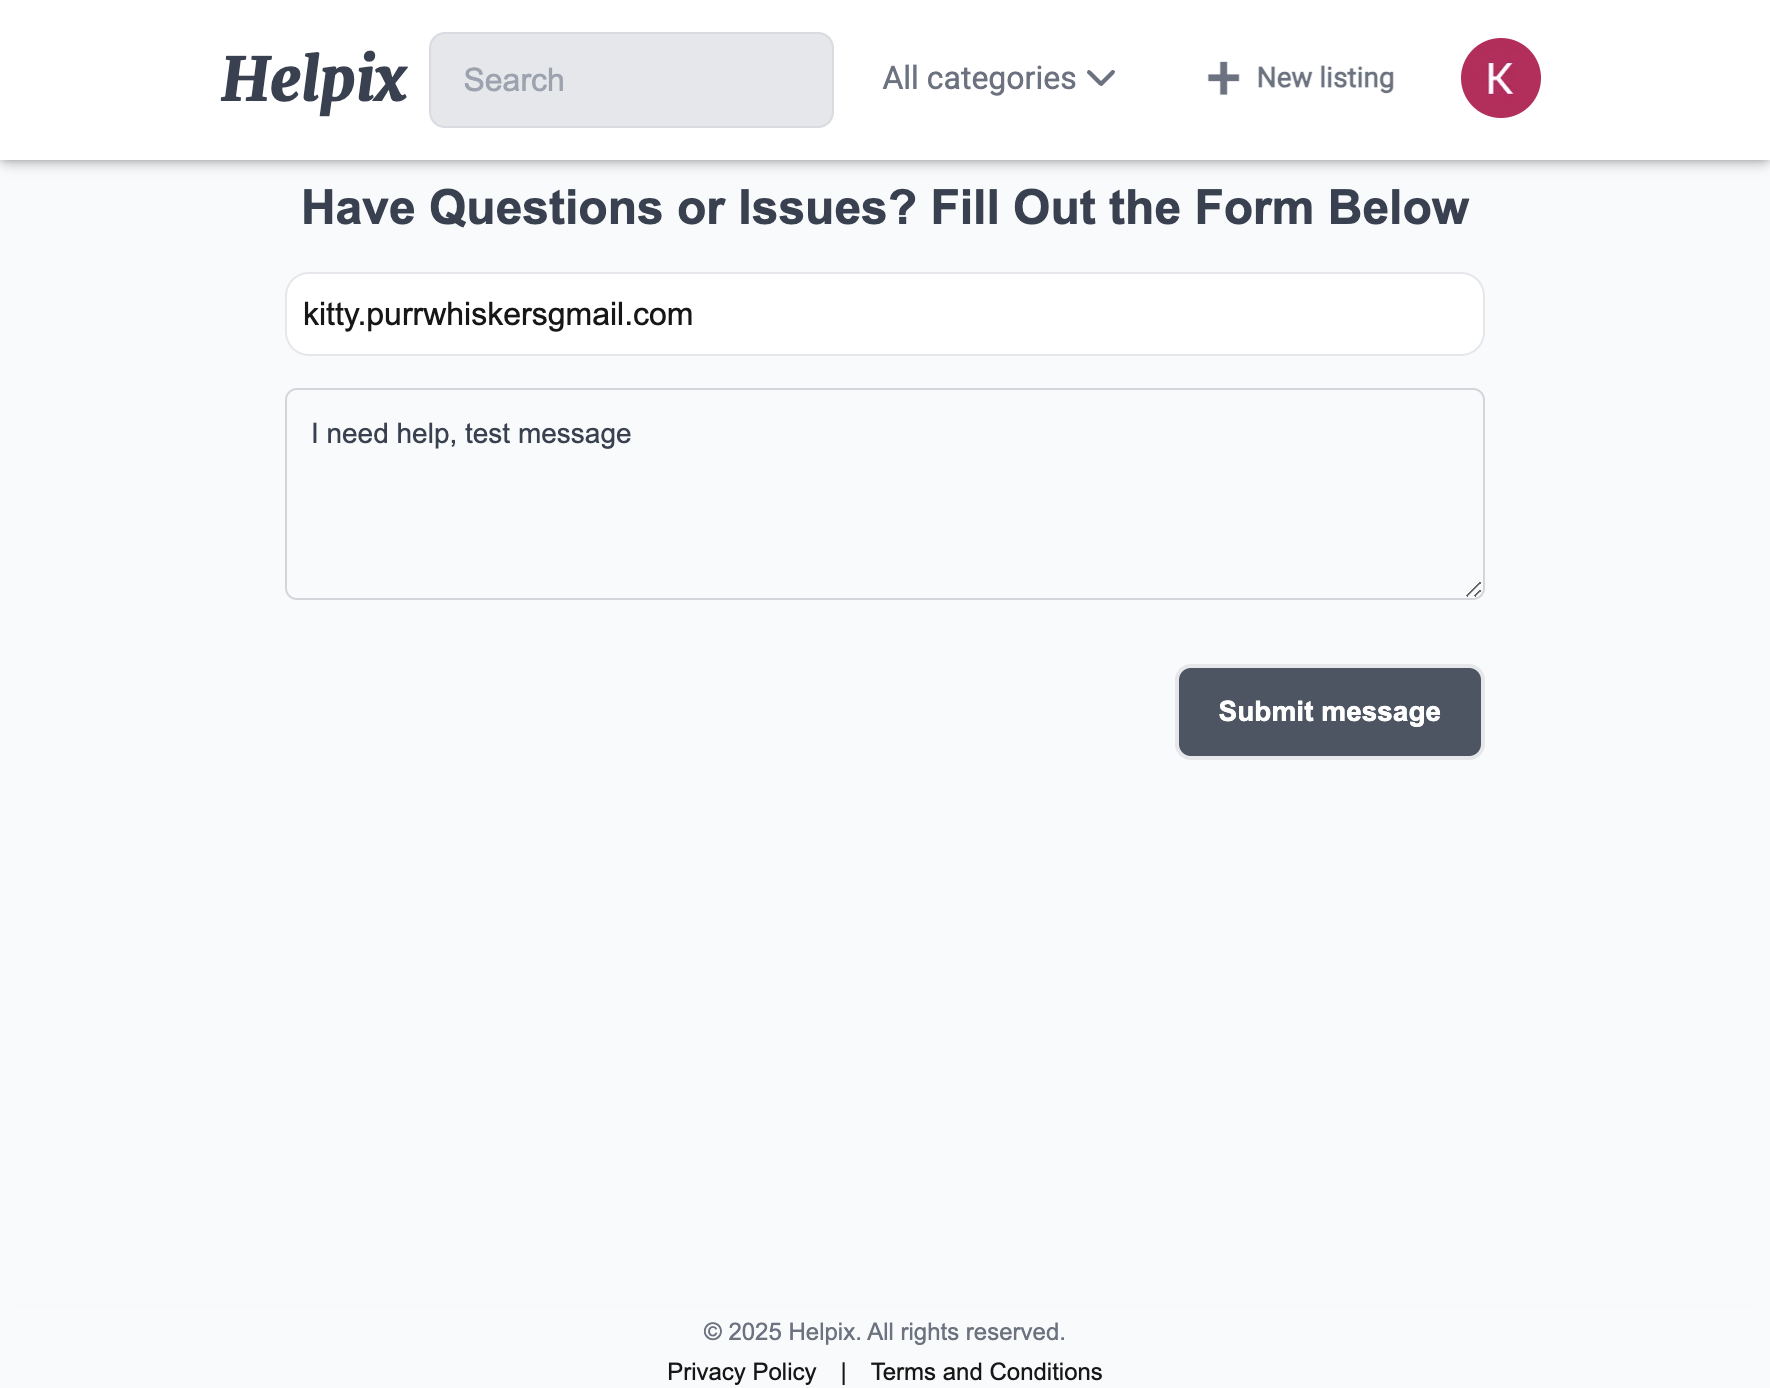 Helpix
Search
All categories
New listing
K
Have Questions or Issues? Fill Out the Form Below
kitty.purrwhiskersgmail.com
I need help, test message
Submit message
© 2025 Helpix. All rights reserved.
Privacy Policy | Terms and Conditions